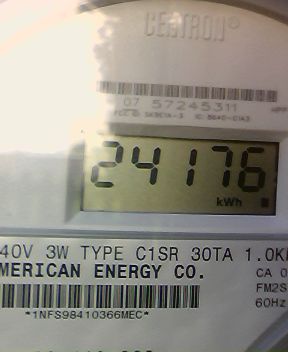 CELLTRON®
07 57245311
24176
kWh
40V 3W TYPE C1SR 30TA 1.0K
MERICAN ENERGY CO.
CA 0
FM2S
60Hz
*1NFS98410366MEC*